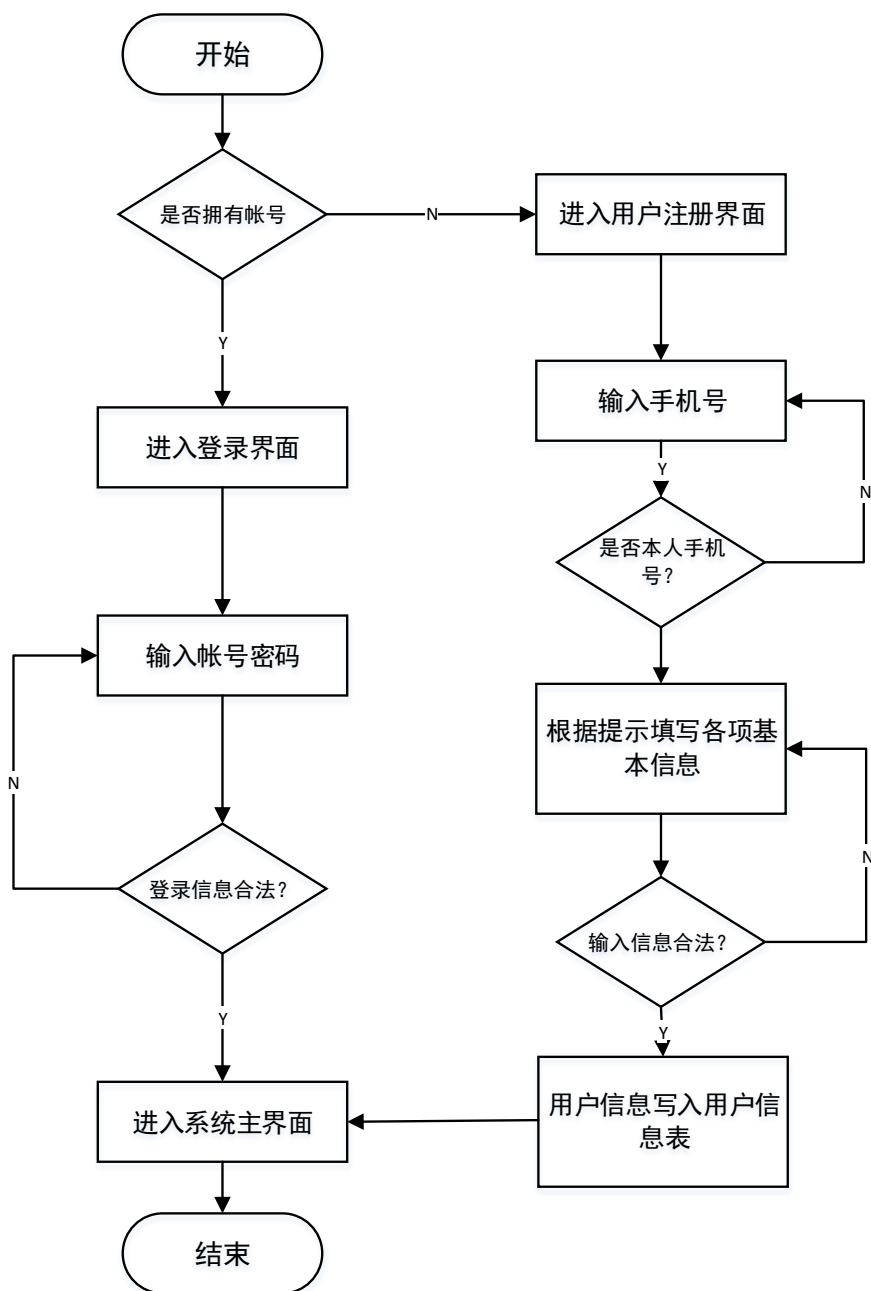 开始
是否拥有帐号
N
进入用户注册界面
Y
输入手机号
进入登录界面
Y
N
是否本人手机
号？
输入帐号密码
根据提示填写各项基
本信息
N
N
登录信息合法？
输入信息合法？
Y
Y
进入系统主界面
用户信息写入用户信
息表
结束